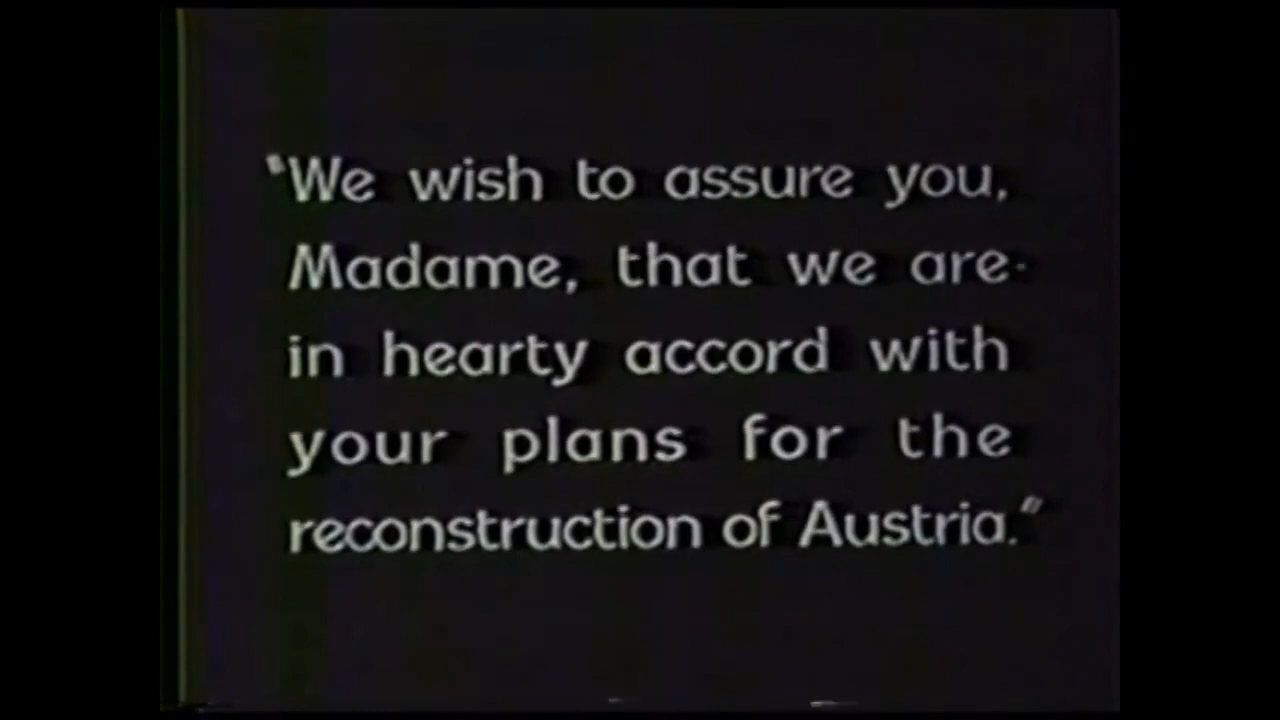 "We wish to assure you,
Madame, that we are
in hearty accord with
your plans for the
reconstruction of Austria."